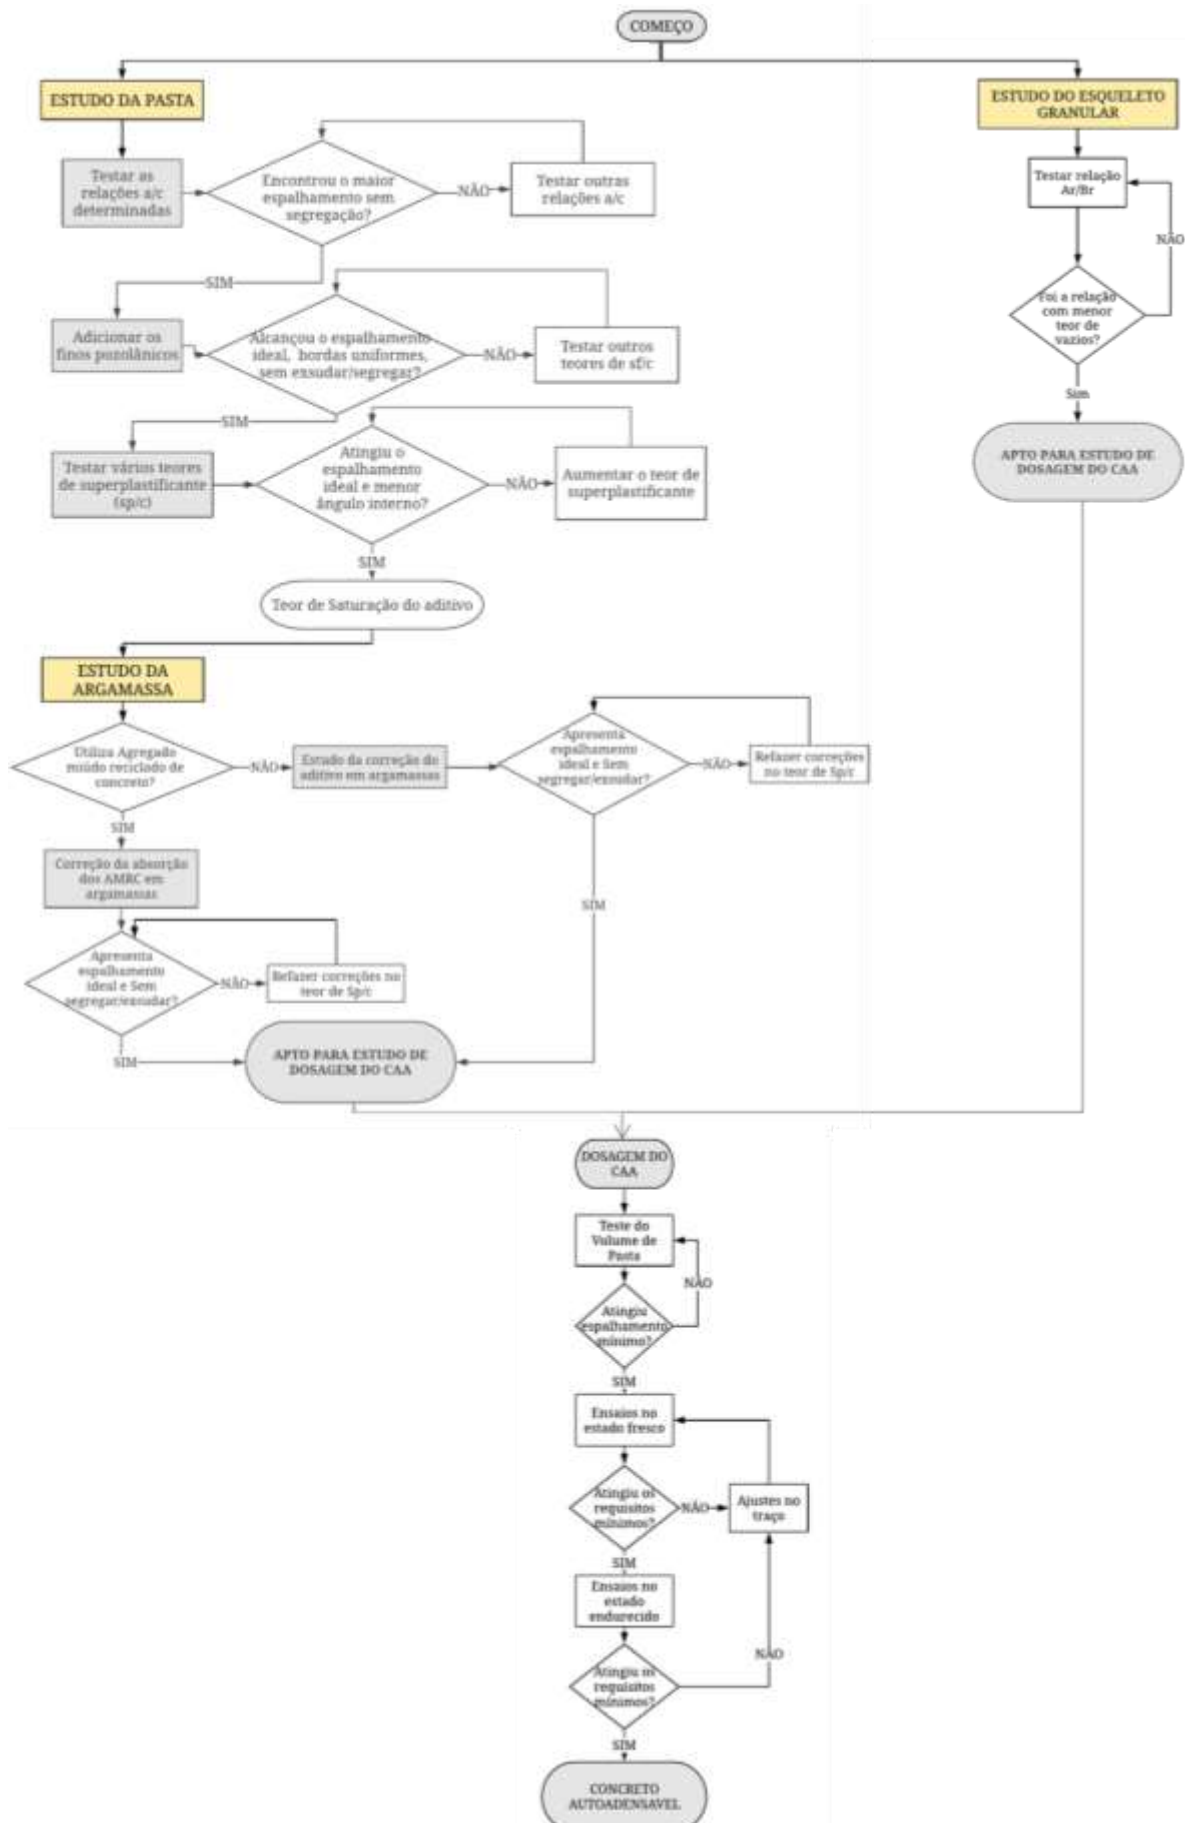 COMEÇO
ESTUDO DA PASTA
Testar as
relações a/c
determinadas
Encontrou o maior
espalhamento sem
segregação?
NÃO
Testar outras
relações a/c
SIM
Adicionar os
finos pozolânicos
Alcançou o espalhamento
ideal, bordas uniformes,
sem exsudar/segregar?
NÃO
Testar outros
teores de sf/c
SIM
Testar vários teores
de superplastificante
(sp/c)
Atingiu o
espalhamento
ideal e menor
ângulo interno?
NÃO
Aumentar o teor de
superplastificante
SIM
Teor de Saturação do aditivo
ESTUDO DO ESQUELETO
GRANULAR
Testar relação
Ar/Br
NÃO
Foi a relação
com menor
teor de
vazios?
Sim
APTO PARA ESTUDO DE
DOSAGEM DO CAA
ESTUDO DA
ARGAMASSA
Utiliza Agregado
miúdo reciclado de
concreto?
NÃO
Estudo da correção do
aditivo em argamassas
Apresenta
espalhamento
ideal e Sem
segregar/exsudar?
NÃO
Refazer correções
no teor de Sp/c
SIM
SIM
Correção da absorção
dos AMRC em
argamassas
Apresenta
espalhamento
ideal e Sem
segregar/exsudar?
NÃO
Refazer correções no
teor de Sp/c
SIM
APTO PARA ESTUDO DE
DOSAGEM DO CAA
DOSAGEM DO
CAA
Teste do
Volume de
Pasta
NÃO
Atingiu
espalhamento
mínimo?
SIM
Ensaios no
estado fresco
Atingiu os
requisitos
mínimos?
NÃO
Ajustes no
traço
SIM
Ensaios no
estado
endurecido
NÃO
Atingiu os
requisitos
mínimos?
SIM
CONCRETO
AUTOADENSAVEL